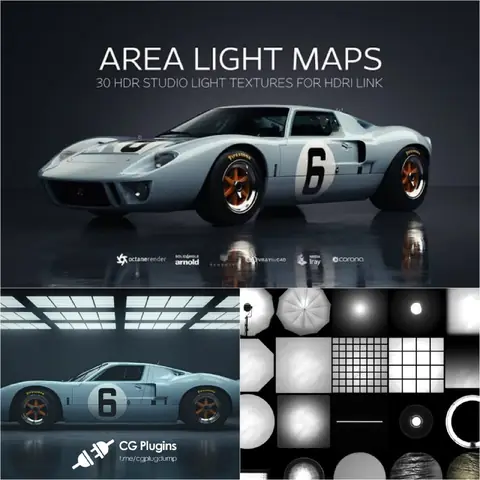 AREA LIGHT MAPS
30 HDR STUDIO LIGHT TEXTURES FOR HDRI LINK
6
octanerender
arnold
corona
6
CG Plugins
t.me/cgplugdump